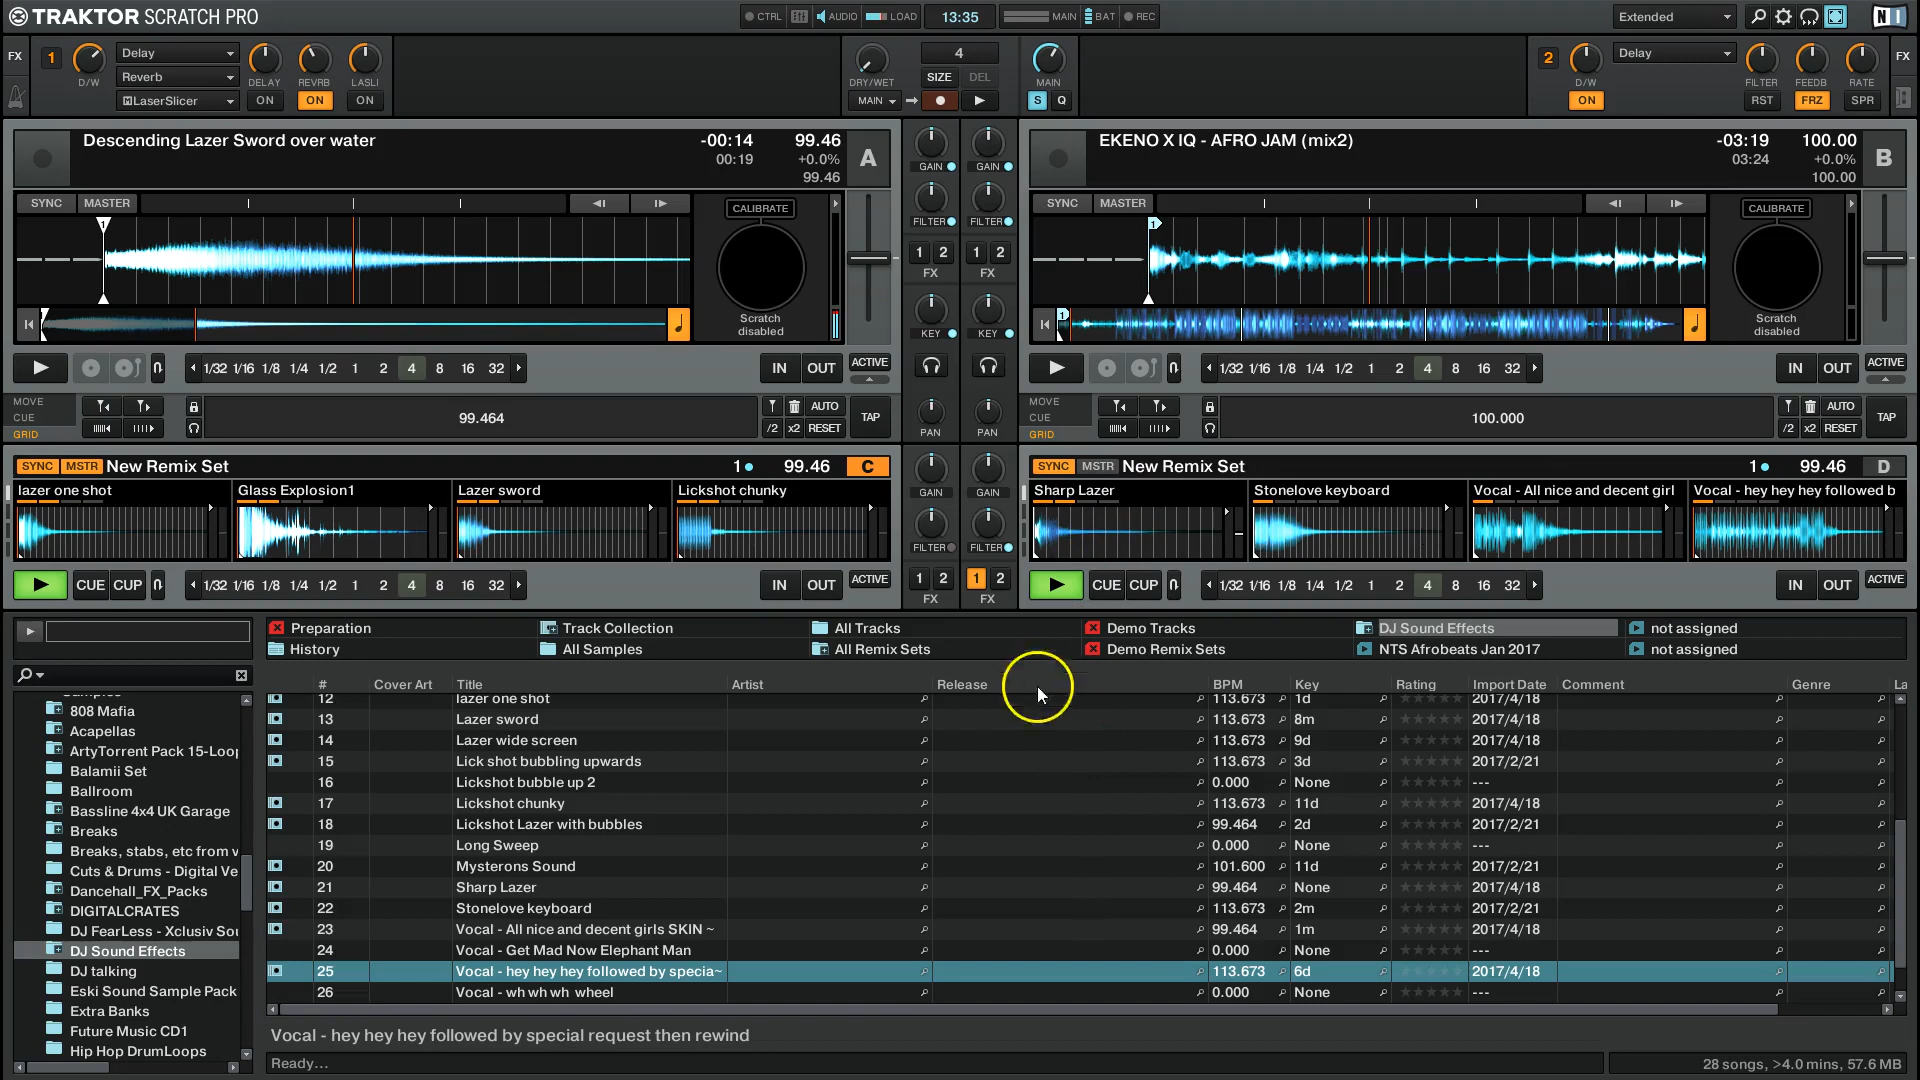 TRAKTOR SCRATCH PRO CTRL AUDIO LOAD 13:35 MAIN BAT REC Extended
FX 1 D/W Delay Reverb LaserSlicer DELAY ON REVRB ON LASLI ON
DRY/WET MAIN 4 SIZE DEL MAIN S Q
2 D/W ON Delay FILTER RST FEEDB FRZ RATE SPR FX
Descending Lazer Sword over water -00:14 99.46 A
00:19 +0.0%
99.46
SYNC MASTER CALIBRATE
1
Scratch disabled
1/32 1/16 1/8 1/4 1/2 1 2 4 8 16 32 IN OUT ACTIVE
MOVE
CUE
GRID
99.464
AUTO /2 x2 RESET TAP
GAIN GAIN
FILTER FILTER
1 2 1 2
FX FX
KEY KEY
PAN PAN
EKENO X IQ - AFRO JAM (mix2) -03:19 100.00 B
03:24 +0.0%
100.00
SYNC MASTER CALIBRATE
1
1
Scratch disabled
1/32 1/16 1/8 1/4 1/2 1 2 4 8 16 32 IN OUT ACTIVE
MOVE
CUE
GRID
100.000
AUTO /2 x2 RESET TAP
SYNC MSTR New Remix Set 1 99.46 C
lazer one shot Glass Explosion1 Lazer sword Lickshot chunky
CUE CUP 1/32 1/16 1/8 1/4 1/2 1 2 4 8 16 32 IN OUT ACTIVE
GAIN GAIN
FILTER FILTER
1 2 1 2
FX FX
SYNC MSTR New Remix Set 1 99.46 D
Sharp Lazer Stonelove keyboard Vocal - All nice and decent girl Vocal - hey hey hey followed b
CUE CUP 1/32 1/16 1/8 1/4 1/2 1 2 4 8 16 32 IN OUT ACTIVE
Preparation Track Collection All Tracks Demo Tracks DJ Sound Effects not assigned
History All Samples All Remix Sets Demo Remix Sets NTS Afrobeats Jan 2017 not assigned
808 Mafia
Acapellas
ArtyTorrent Pack 15-Loop
Balamii Set
Ballroom
Bassline 4x4 UK Garage
Breaks
Breaks, stabs, etc from v
Cuts & Drums - Digital Ve
Dancehall_FX_Packs
DIGITALCRATES
DJ FearLess - Xclusiv Sou
DJ Sound Effects
DJ talking
Eski Sound Sample Pack
Extra Banks
Future Music CD1
Hip Hop DrumLoops
# Cover Art Title Artist Release BPM Key Rating Import Date Comment Genre La
12 lazer one shot 113.673 1d 2017/4/18
13 Lazer sword 113.673 8m 2017/4/18
14 Lazer wide screen 113.673 9d 2017/4/18
15 Lick shot bubbling upwards 113.673 3d 2017/2/21
16 Lickshot bubble up 2 0.000 None ---
17 Lickshot chunky 113.673 11d 2017/4/18
18 Lickshot Lazer with bubbles 99.464 2d 2017/2/21
19 Long Sweep 0.000 None ---
20 Mysterons Sound 101.600 11d 2017/2/21
21 Sharp Lazer 99.464 None 2017/4/18
22 Stonelove keyboard 113.673 2m 2017/2/21
23 Vocal - All nice and decent girls SKIN ~ 99.464 1m 2017/4/18
24 Vocal - Get Mad Now Elephant Man 0.000 None ---
25 Vocal - hey hey hey followed by specia~ 113.673 6d 2017/4/18
26 Vocal - wh wh wh wheel 0.000 None ---
Vocal - hey hey hey followed by special request then rewind
Ready... 28 songs, >4.0 mins, 57.6 MB